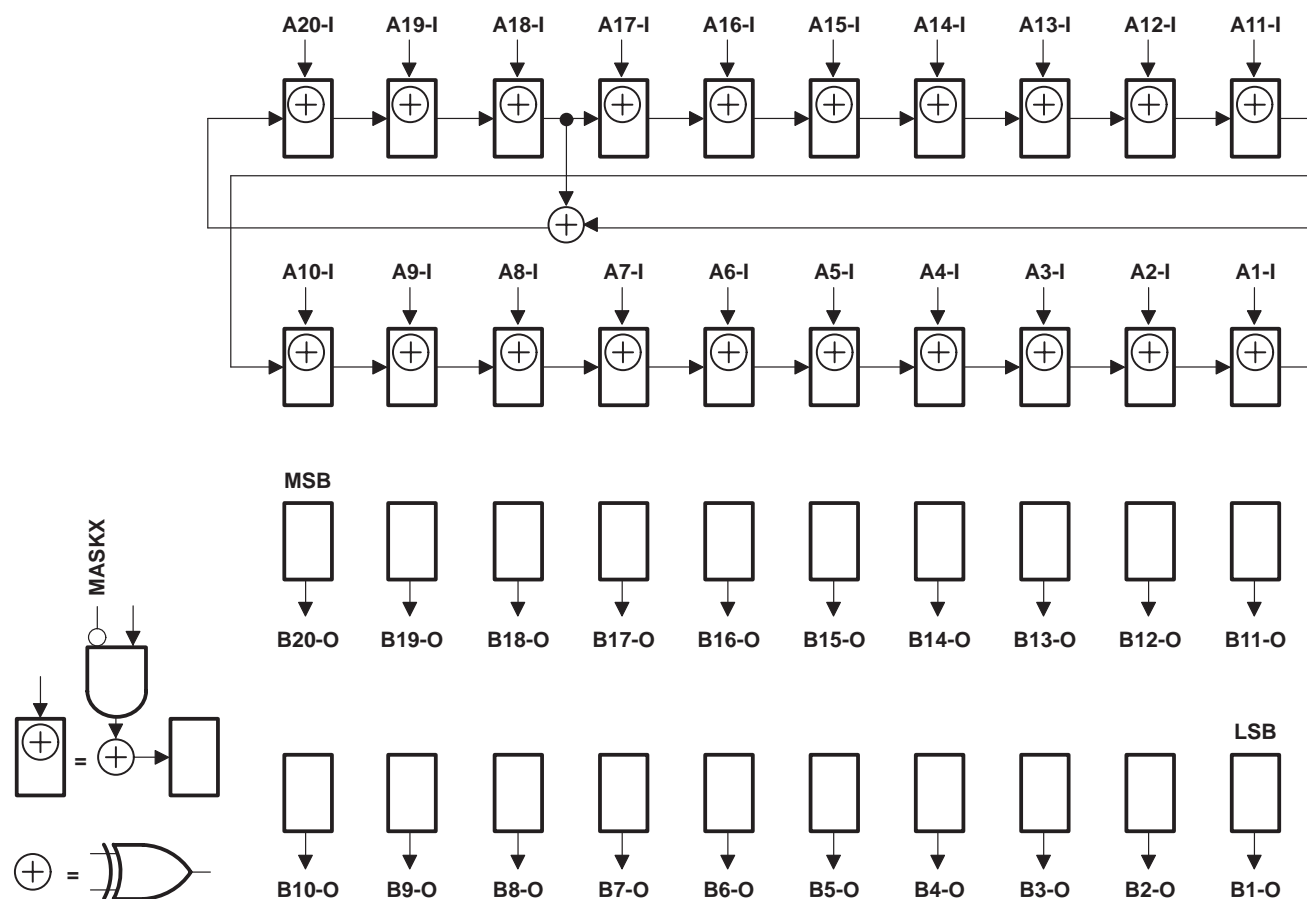 A20-I A19-I A18-I A17-I A16-I A15-I A14-I A13-I A12-I A11-I
A10-I A9-I A8-I A7-I A6-I A5-I A4-I A3-I A2-I A1-I
MSB
MASKX
B20-O B19-O B18-O B17-O B16-O B15-O B14-O B13-O B12-O B11-O
LSB
=
=
B10-O B9-O B8-O B7-O B6-O B5-O B4-O B3-O B2-O B1-O